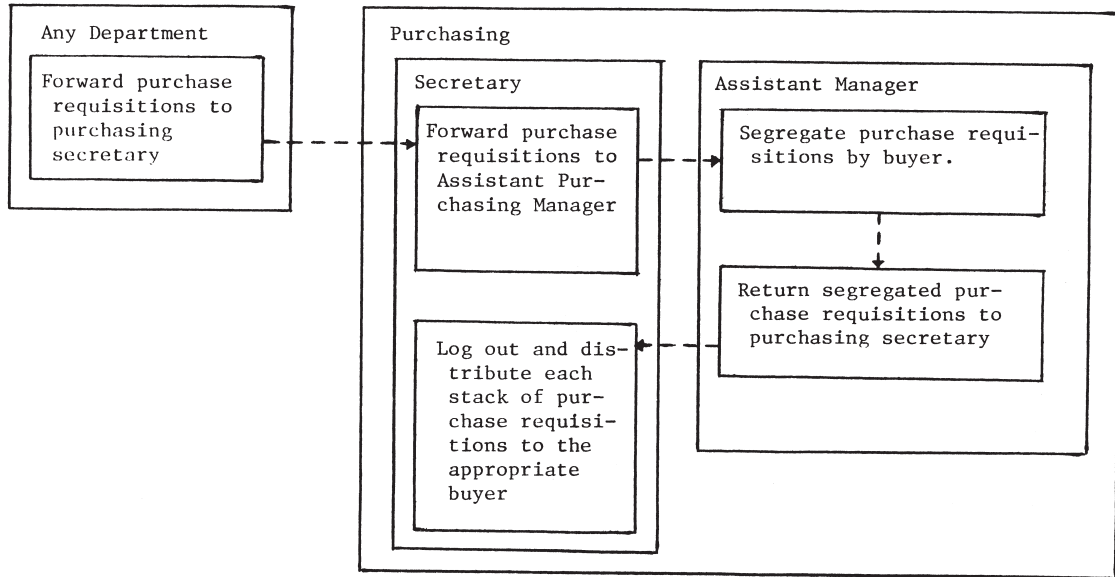 Any Department
Forward purchase
requisitions to
purchasing
secretary
Purchasing
Secretary
Forward purchase
requisitions to
Assistant Pur-
chasing Manager
Assistant Manager
Segregate purchase requi-
sitions by buyer.
Return segregated pur-
chase requisitions to
purchasing secretary
Log out and dis-
tribute each
stack of pur-
chase requisi-
tions to the
appropriate
buyer